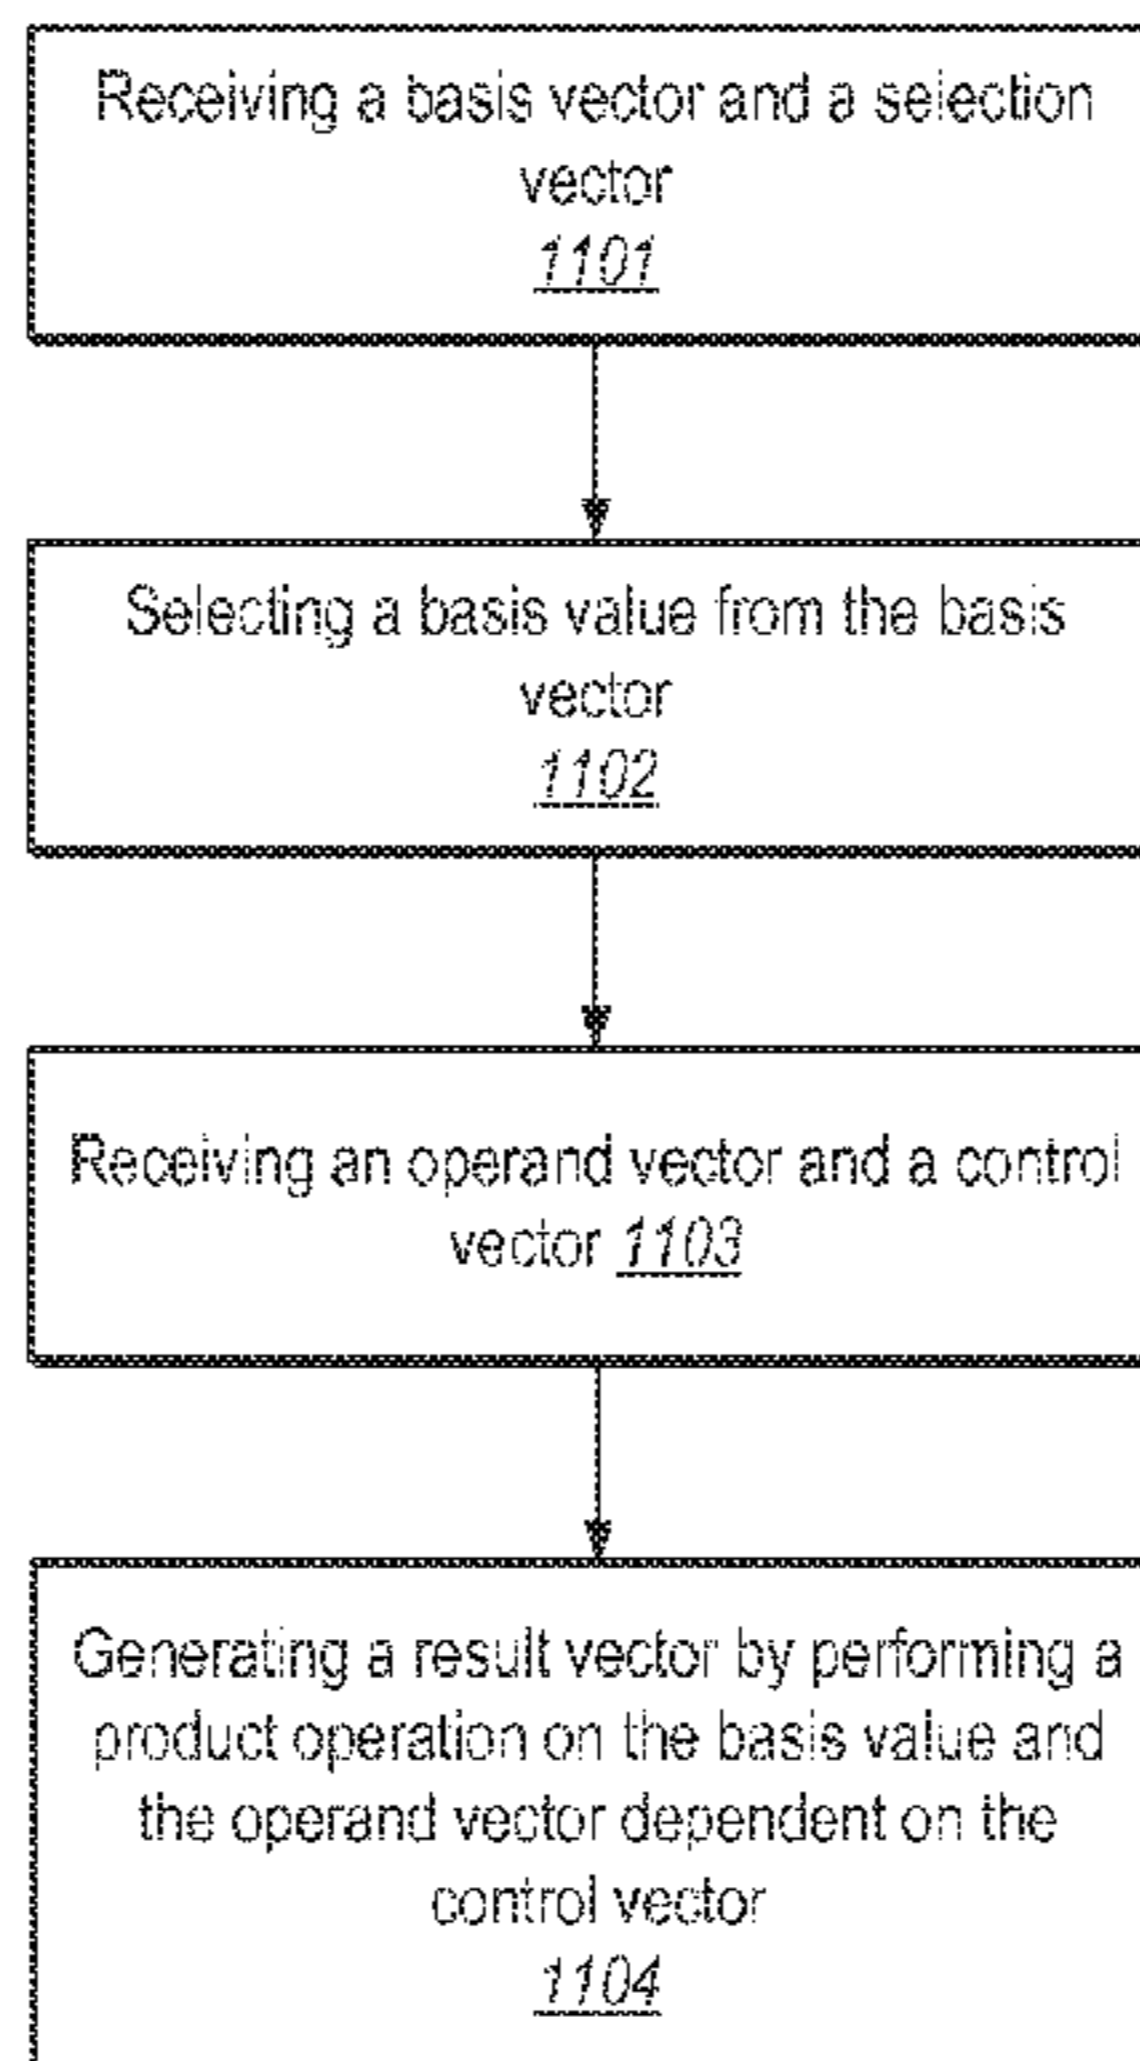 Receiving a basis vector and a selection
vector
1101
Selecting a basis value from the basis
vector
1102
Receiving an operand vector and a control
vector 1103
Generating a result vector by performing a
product operation on the basis value and
the operand vector dependent on the
control vector
1104